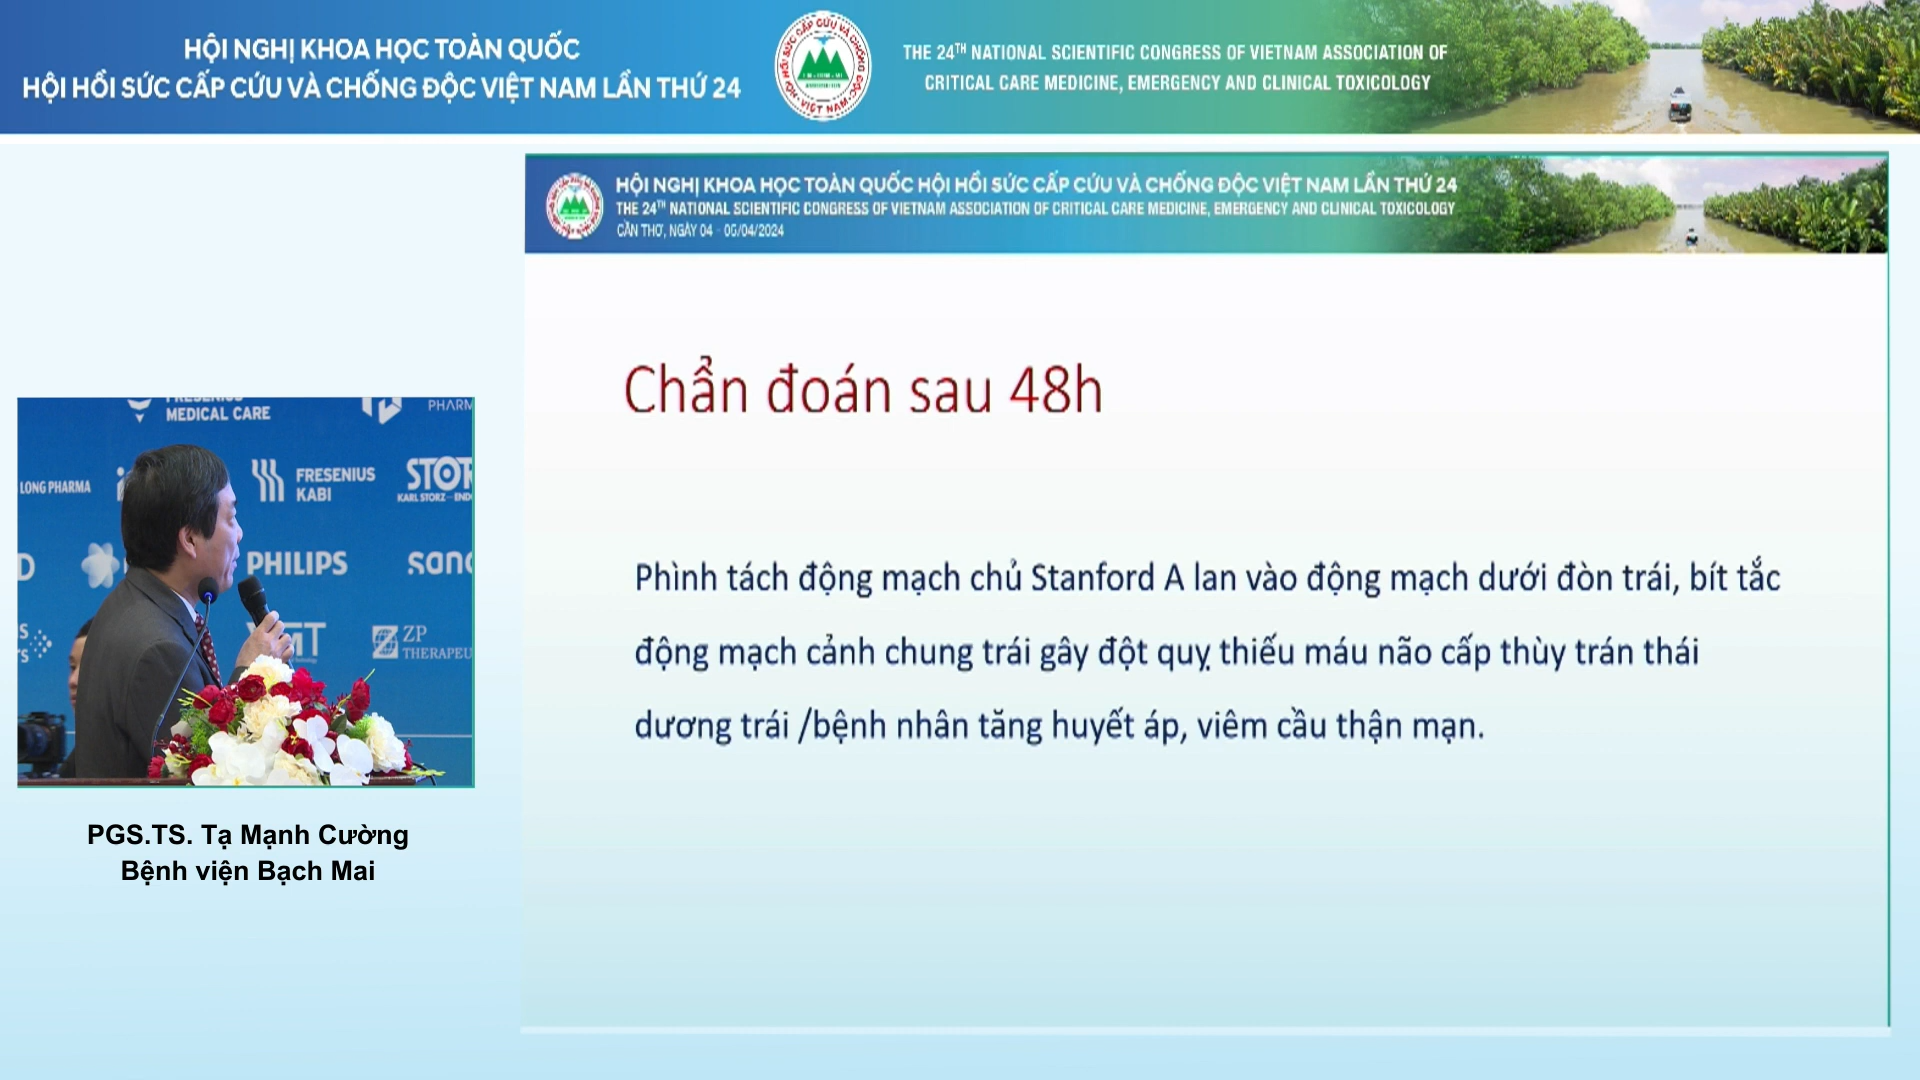 HỘI NGHỊ KHOA HỌC TOÀN QUỐC
HỘI HỒI SỨC CẤP CỨU VÀ CHỐNG ĐỘC VIỆT NAM LẦN THỨ 24
THE 24TH NATIONAL SCIENTIFIC CONGRESS OF VIETNAM ASSOCIATION OF
CRITICAL CARE MEDICINE, EMERGENCY AND CLINICAL TOXICOLOGY
HỘI NGHỊ KHOA HỌC TOÀN QUỐC HỘI HỒI SỨC CẤP CỨU VÀ CHỐNG ĐỘC VIỆT NAM LẦN THỨ 24
THE 24TH NATIONAL SCIENTIFIC CONGRESS OF VIETNAM ASSOCIATION OF CRITICAL CARE MEDICINE, EMERGENCY AND CLINICAL TOXICOLOGY
CẦN THƠ, NGÀY 04 - 06/04/2024
Chẩn đoán sau 48h
Phình tách động mạch chủ Stanford A lan vào động mạch dưới đòn trái, bít tắc
động mạch cảnh chung trái gây đột quỵ thiếu máu não cấp thùy trán thái
dương trái /bệnh nhân tăng huyết áp, viêm cầu thận mạn.
FRESENIUS
MEDICAL CARE
PHARM
LONG PHARMA
FRESENIUS
KABI
STOR
KARL STORZ
PHILIPS
ZP
THERAPEU
PGS.TS. Tạ Mạnh Cường
Bệnh viện Bạch Mai